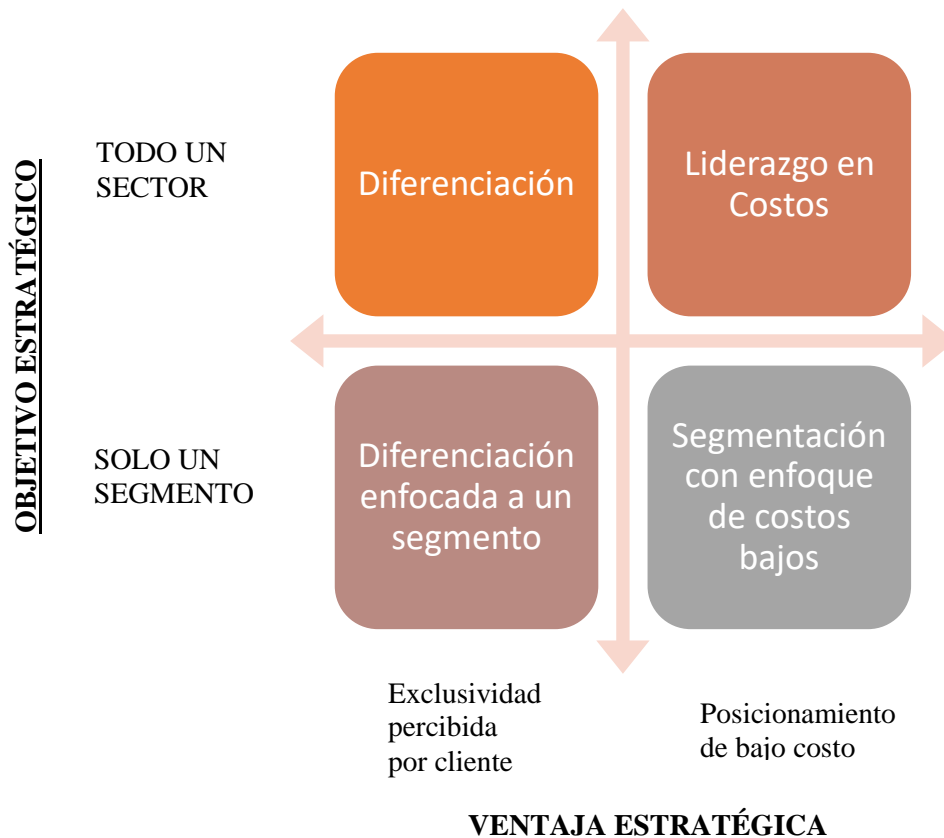 OBJETIVO ESTRATÉGICO
TODO UN
SECTOR
Diferenciación
Liderazgo en
Costos
SOLO UN
SEGMENTO
Diferenciación
enfocada a un
segmento
Segmentación
con enfoque
de costos
bajos
Exclusividad
percibida
por cliente
Posicionamiento
de bajo costo
VENTAJA ESTRATÉGICA